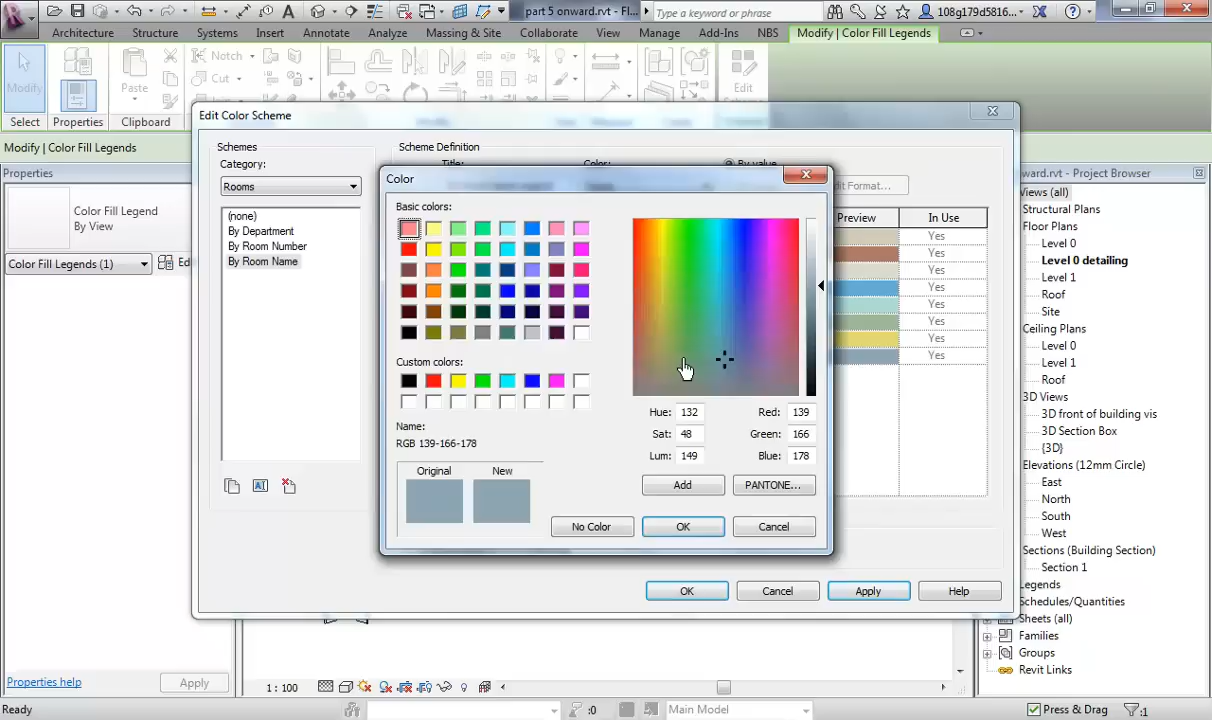 part 5 onward.rvt - Fl...
Type a keyword or phrase
108g179d5816...
Architecture
Structure
Systems
Insert
Annotate
Analyze
Massing & Site
Collaborate
View
Manage
Add-Ins
NBS
Modify | Color Fill Legends
Modify
Notch
Cut
Paste
Edit
Select
Properties
Clipboard
Modify | Color Fill Legends
Properties
Color Fill Legend
By View
Color Fill Legends (1)
Edi
Properties help
Apply
Edit Color Scheme
Schemes
Category:
Rooms
(none)
By Department
By Room Number
By Room Name
Scheme Definition
Title:
Color:
By value
dit Format...
Preview
In Use
Yes
Yes
Yes
Yes
Yes
Yes
Yes
Yes
OK
Cancel
Apply
Help
Color
Basic colors:
Custom colors:
Name:
RGB 139-166-178
Original
New
Hue: 132
Red: 139
Sat: 48
Green: 166
Lum: 149
Blue: 178
Add
PANTONE...
No Color
OK
Cancel
ward.rvt - Project Browser
Views (all)
Structural Plans
Floor Plans
Level 0
Level 0 detailing
Level 1
Roof
Site
Ceiling Plans
Level 0
Level 1
Roof
3D Views
3D front of building vis
3D Section Box
{3D}
Elevations (12mm Circle)
East
North
South
West
Sections (Building Section)
Section 1
Legends
Schedules/Quantities
Sheets (all)
Families
Groups
Revit Links
1 : 100
Ready
:0
Main Model
Press & Drag
:1